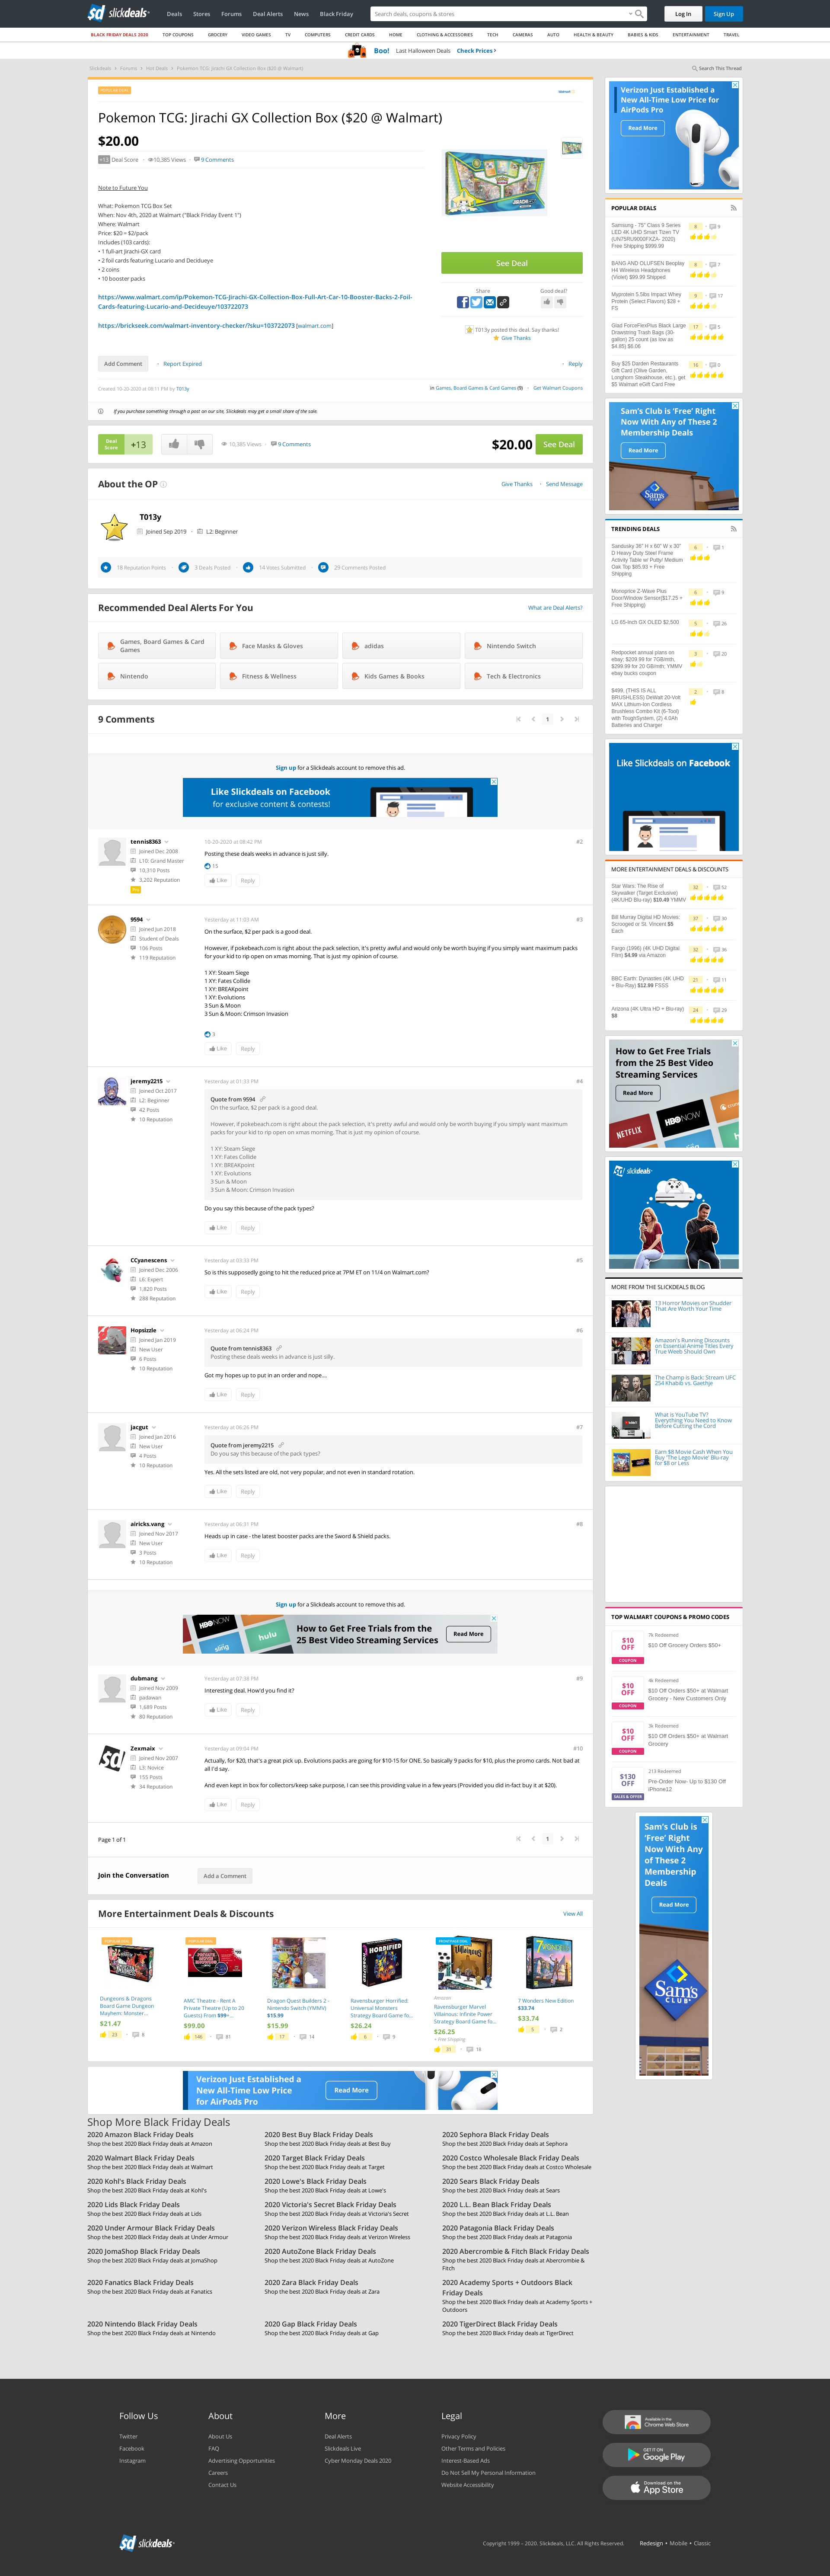 slickdeals
Deals Stores Forums Deal Alerts News Black Friday
Search deals, coupons & stores
Log In Sign Up
BLACK FRIDAY DEALS 2020 TOP COUPONS GROCERY VIDEO GAMES TV COMPUTERS CREDIT CARDS HOME CLOTHING & ACCESSORIES TECH CAMERAS AUTO HEALTH & BEAUTY BABIES & KIDS ENTERTAINMENT TRAVEL
Boo! Last Halloween Deals Check Prices >
Slickdeals > Forums > Hot Deals > Pokemon TCG: Jirachi GX Collection Box ($20 @ Walmart)
Search This Thread
POPULAR DEAL
Walmart
Pokemon TCG: Jirachi GX Collection Box ($20 @ Walmart)
$20.00
+13 Deal Score 10,385 Views 9 Comments
Note to Future You
What: Pokemon TCG Box Set
When: Nov 4th, 2020 at Walmart ("Black Friday Event 1")
Where: Walmart
Price: $20 = $2/pack
Includes (103 cards):
• 1 full-art Jirachi-GX card
• 2 foil cards featuring Lucario and Decidueye
• 2 coins
• 10 booster packs
https://www.walmart.com/ip/Pokemon-TCG-Jirachi-GX-Collection-Box-Full-Art-Car-10-Booster-Backs-2-Foil-
Cards-featuring-Lucario-and-Decideuye/103722073
https://brickseek.com/walmart-inventory-checker/?sku=103722073 [walmart.com]
See Deal
Share Good deal?
T013y posted this deal. Say thanks!
Give Thanks
Add Comment Report Expired Reply
Created 10-20-2020 at 08:11 PM by T013y
in Games, Board Games & Card Games (9) Get Walmart Coupons
If you purchase something through a post on our site, Slickdeals may get a small share of the sale.
Deal
Score
+13
10,385 Views 9 Comments
$20.00 See Deal
About the OP
Give Thanks Send Message
T013y
Joined Sep 2019 L2: Beginner
18 Reputation Points 3 Deals Posted 14 Votes Submitted 29 Comments Posted
Recommended Deal Alerts For You
What are Deal Alerts?
Games, Board Games & Card
Games
Face Masks & Gloves
adidas
Nintendo Switch
Nintendo
Fitness & Wellness
Kids Games & Books
Tech & Electronics
9 Comments
1
Sign up for a Slickdeals account to remove this ad.
Like Slickdeals on Facebook
for exclusive content & contests!
tennis8363
Joined Dec 2008
L10: Grand Master
10,310 Posts
3,202 Reputation
10-20-2020 at 08:42 PM #2
Posting these deals weeks in advance is just silly.
15
Like Reply
9594
Joined Jun 2018
Student of Deals
106 Posts
119 Reputation
Yesterday at 11:03 AM #3
On the surface, $2 per pack is a good deal.
However, if pokebeach.com is right about the pack selection, it's pretty awful and would only be worth buying if you simply want maximum packs
for your kid to rip open on xmas morning. That is just my opinion of course.
1 XY: Steam Siege
1 XY: Fates Collide
1 XY: BREAKpoint
1 XY: Evolutions
3 Sun & Moon
3 Sun & Moon: Crimson Invasion
3
Like Reply
jeremy2215
Joined Oct 2017
L2: Beginner
42 Posts
10 Reputation
Yesterday at 01:33 PM #4
Quote from 9594
On the surface, $2 per pack is a good deal.
However, if pokebeach.com is right about the pack selection, it's pretty awful and would only be worth buying if you simply want maximum
packs for your kid to rip open on xmas morning. That is just my opinion of course.
1 XY: Steam Siege
1 XY: Fates Collide
1 XY: BREAKpoint
1 XY: Evolutions
3 Sun & Moon
3 Sun & Moon: Crimson Invasion
Do you say this because of the pack types?
Like Reply
CCyanescens
Joined Dec 2006
L6: Expert
1,820 Posts
288 Reputation
Yesterday at 03:33 PM #5
So is this supposedly going to hit the reduced price at 7PM ET on 11/4 on Walmart.com?
Like Reply
Hopsizzle
Joined Jan 2019
New User
6 Posts
10 Reputation
Yesterday at 06:24 PM #6
Quote from tennis8363
Posting these deals weeks in advance is just silly.
Got my hopes up to put in an order and nope....
Like Reply
jacgut
Joined Jan 2016
New User
4 Posts
10 Reputation
Yesterday at 06:26 PM #7
Quote from jeremy2215
Do you say this because of the pack types?
Yes. All the sets listed are old, not very popular, and not even in standard rotation.
Like Reply
airicks.vang
Joined Nov 2017
New User
3 Posts
10 Reputation
Yesterday at 06:31 PM #8
Heads up in case - the latest booster packs are the Sword & Shield packs.
Like Reply
Sign up for a Slickdeals account to remove this ad.
HBO NOW
sling
hulu
How to Get Free Trials from the
25 Best Video Streaming Services
Read More
dubmang
Joined Nov 2009
padawan
1,689 Posts
80 Reputation
Yesterday at 07:38 PM #9
Interesting deal. How'd you find it?
Like Reply
Zexmaix
Joined Nov 2007
L3: Novice
155 Posts
34 Reputation
Yesterday at 09:04 PM #10
Actually, for $20, that's a great pick up. Evolutions packs are going for $10-15 for ONE. So basically 9 packs for $10, plus the promo cards. Not bad at
all I'd say.
And even kept in box for collectors/keep sake purpose, I can see this providing value in a few years (Provided you did in-fact buy it at $20).
Like Reply
Page 1 of 1
1
Join the Conversation Add a Comment
More Entertainment Deals & Discounts
View All
POPULAR DEAL
Dungeons & Dragons
Board Game Dungeon
Mayhem: Monster...
$21.47
23 8
POPULAR DEAL
AMC Theatre - Rent A
Private Theatre (Up to 20
Guests) From $99+...
$99.00
146 81
Dragon Quest Builders 2 -
Nintendo Switch (YMMV)
$15.99
$15.99
17 14
HORRIFIED
Ravensburger Horrified:
Universal Monsters
Strategy Board Game fo...
$26.24
6 9
FRONTPAGE DEAL
Villainous
Amazon
Ravensburger Marvel
Villainous: Infinite Power
Strategy Board Game fo...
$26.25
+ Free Shipping
31 18
7 WONDERS
7 Wonders New Edition
$33.74
$33.74
8 2
Verizon Just Established a
New All-Time Low Price
for AirPods Pro
Read More
Shop More Black Friday Deals
2020 Amazon Black Friday Deals
Shop the best 2020 Black Friday deals at Amazon
2020 Best Buy Black Friday Deals
Shop the best 2020 Black Friday deals at Best Buy
2020 Sephora Black Friday Deals
Shop the best 2020 Black Friday deals at Sephora
2020 Walmart Black Friday Deals
Shop the best 2020 Black Friday deals at Walmart
2020 Target Black Friday Deals
Shop the best 2020 Black Friday deals at Target
2020 Costco Wholesale Black Friday Deals
Shop the best 2020 Black Friday deals at Costco Wholesale
2020 Kohl's Black Friday Deals
Shop the best 2020 Black Friday deals at Kohl's
2020 Lowe's Black Friday Deals
Shop the best 2020 Black Friday deals at Lowe's
2020 Sears Black Friday Deals
Shop the best 2020 Black Friday deals at Sears
2020 Lids Black Friday Deals
Shop the best 2020 Black Friday deals at Lids
2020 Victoria's Secret Black Friday Deals
Shop the best 2020 Black Friday deals at Victoria's Secret
2020 L.L. Bean Black Friday Deals
Shop the best 2020 Black Friday deals at L.L. Bean
2020 Under Armour Black Friday Deals
Shop the best 2020 Black Friday deals at Under Armour
2020 Verizon Wireless Black Friday Deals
Shop the best 2020 Black Friday deals at Verizon Wireless
2020 Patagonia Black Friday Deals
Shop the best 2020 Black Friday deals at Patagonia
2020 JomaShop Black Friday Deals
Shop the best 2020 Black Friday deals at JomaShop
2020 AutoZone Black Friday Deals
Shop the best 2020 Black Friday deals at AutoZone
2020 Abercrombie & Fitch Black Friday Deals
Shop the best 2020 Black Friday deals at Abercrombie &
Fitch
2020 Fanatics Black Friday Deals
Shop the best 2020 Black Friday deals at Fanatics
2020 Zara Black Friday Deals
Shop the best 2020 Black Friday deals at Zara
2020 Academy Sports + Outdoors Black
Friday Deals
Shop the best 2020 Black Friday deals at Academy Sports +
Outdoors
2020 Nintendo Black Friday Deals
Shop the best 2020 Black Friday deals at Nintendo
2020 Gap Black Friday Deals
Shop the best 2020 Black Friday deals at Gap
2020 TigerDirect Black Friday Deals
Shop the best 2020 Black Friday deals at TigerDirect
Verizon Just Established a
New All-Time Low Price for
AirPods Pro
Read More
POPULAR DEALS
Samsung - 75" Class 9 Series
LED 4K UHD Smart Tizen TV
(UN75RU9000FXZA- 2020)
Free Shipping $999.99
8 9
BANG AND OLUFSEN Beoplay
H4 Wireless Headphones
(Violet) $99.99 Shipped
8 7
Myprotein 5.5lbs Impact Whey
Protein (Select Flavors) $28 +
FS
9 17
Glad ForceFlexPlus Black Large
Drawstring Trash Bags (30-
gallon) 25 count (as low as
$4.85) $6.06
17 5
Buy $25 Darden Restaurants
Gift Card (Olive Garden,
Longhorn Steakhouse, etc.), get
$5 Walmart eGift Card Free
16 0
Sam's Club is 'Free' Right
Now With Any of These 2
Membership Deals
Read More
Sam's
TRENDING DEALS
Sandusky 36" H x 60" W x 30"
D Heavy Duty Steel Frame
Activity Table w/ Putty/ Medium
Oak Top $85.93 + Free
Shipping
6 1
Monoprice Z-Wave Plus
Door/Window Sensor($17.25 +
Free Shipping)
6 9
LG 65-Inch GX OLED $2,500
5 26
Redpocket annual plans on
ebay; $209.99 for 7GB/mth,
$299.99 for 20 GB/mth; YMMV
ebay bucks coupon
3 20
$499, (THIS IS ALL
BRUSHLESS) DeWalt 20-Volt
MAX Lithium-Ion Cordless
Brushless Combo Kit (6-Tool)
with ToughSystem, (2) 4.0Ah
Batteries and Charger
2 8
Like Slickdeals on Facebook
MORE ENTERTAINMENT DEALS & DISCOUNTS
Star Wars: The Rise of
Skywalker (Target Exclusive)
(4K/UHD Blu-ray) $10.49 YMMV
32 52
Bill Murray Digital HD Movies:
Scrooged or St. Vincent $5
Each
37 30
Fargo (1996) (4K UHD Digital
Film) $4.99 via Amazon
32 36
BBC Earth: Dynasties (4K UHD
+ Blu-Ray) $12.99 FSSS
21 11
Arizona (4K Ultra HD + Blu-ray)
$8
24 29
How to Get Free Trials
from the 25 Best Video
Streaming Services
Read More
NETFLIX
HBO NOW
slickdeals
MORE FROM THE SLICKDEALS BLOG
13 Horror Movies on Shudder
That Are Worth Your Time
Amazon's Running Discounts
on Essential Anime Titles Every
True Weeb Should Own
The Champ is Back: Stream UFC
254 Khabib vs. Gaethje
What is YouTube TV?
Everything You Need to Know
Before Cutting the Cord
Earn $8 Movie Cash When You
Buy 'The Lego Movie' Blu-ray
for $8 or Less
TOP WALMART COUPONS & PROMO CODES
$10
OFF
COUPON
7k Redeemed
$10 Off Grocery Orders $50+
$10
OFF
COUPON
4k Redeemed
$10 Off Orders $50+ at Walmart
Grocery - New Customers Only
$10
OFF
COUPON
3k Redeemed
$10 Off Orders $50+ at Walmart
Grocery
$130
OFF
SALES & OFFER
213 Redeemed
Pre-Order Now- Up to $130 Off
iPhone12
Sam's Club is
'Free' Right
Now With Any
of These 2
Membership
Deals
Read More
Sam's
CLUB
Follow Us
Twitter
Facebook
Instagram
About
About Us
FAQ
Advertising Opportunities
Careers
Contact Us
More
Deal Alerts
Slickdeals Live
Cyber Monday Deals 2020
Legal
Privacy Policy
Other Terms and Policies
Interest-Based Ads
Do Not Sell My Personal Information
Website Accessibility
Available in the
Chrome Web Store
GET IT ON
Google Play
Download on the
App Store
slickdeals
Copyright 1999 - 2020. Slickdeals, LLC. All Rights Reserved. Redesign • Mobile • Classic